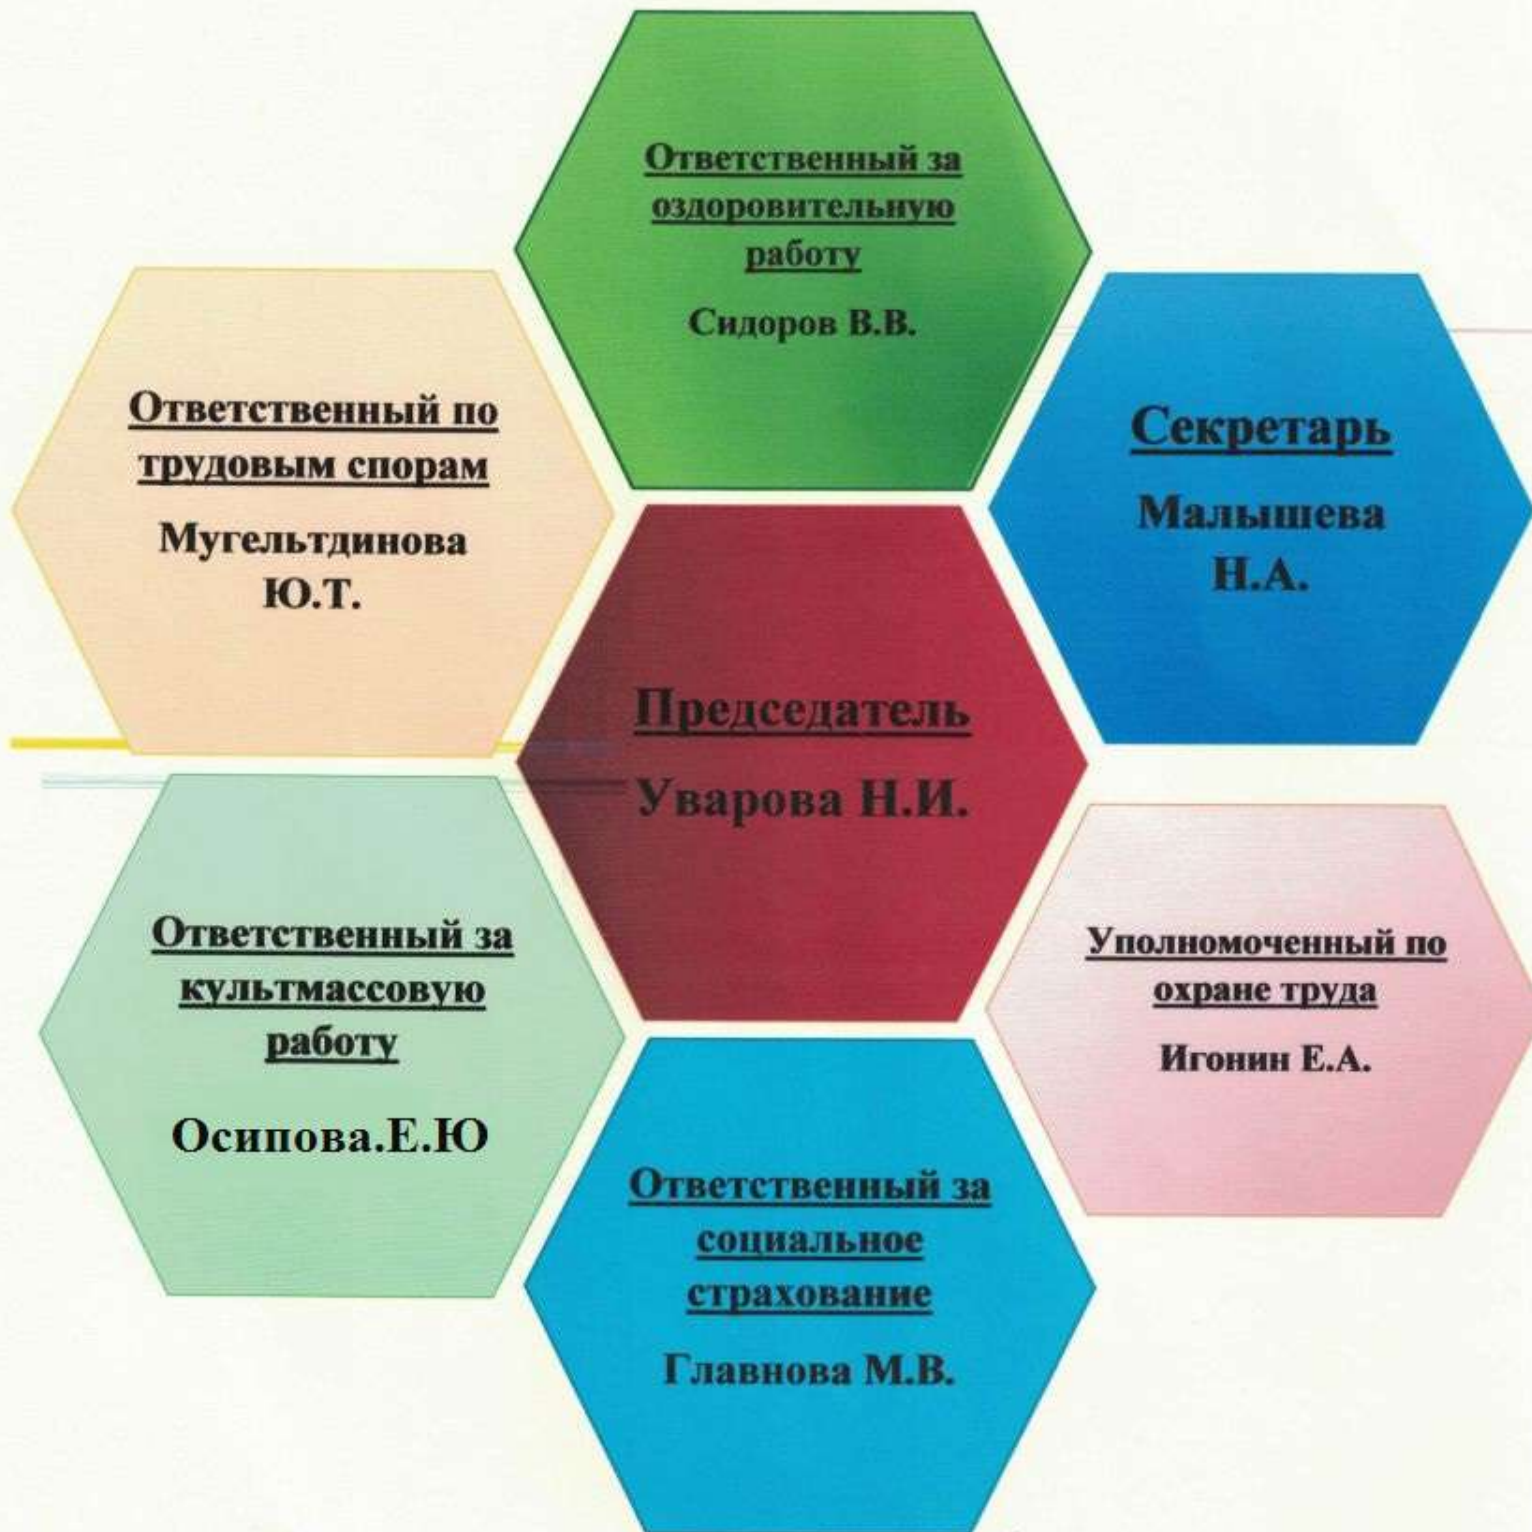 Ответственный за
оздоровительную
работу
Сидоров В.В.
Ответственный по
трудовым спорам
Мугельтдинова
Ю.Т.
Секретарь
Малышева
Н.А.
Председатель
Уварова Н.И.
Ответственный за
культмассовую
работу
Осипова.Е.Ю
Уполномоченный по
охране труда
Игонин Е.А.
Ответственный за
социальное
страхование
Главнова М.В.